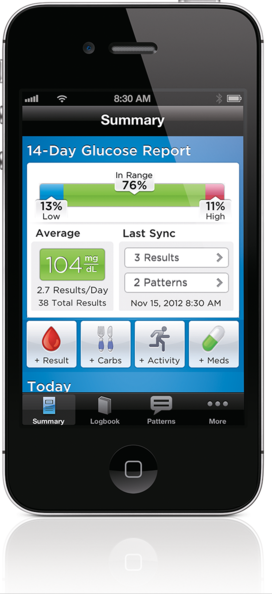 8:30 AM
Summary
14-Day Glucose Report
In Range
76%
13%
Low
11%
High
Average
Last Sync
104 mg/dL
3 Results
2.7 Results/Day
2 Patterns
38 Total Results
Nov 15, 2012 8:30 AM
+ Result
+ Carbs
+ Activity
+ Meds
Today
Summary
Logbook
Patterns
More